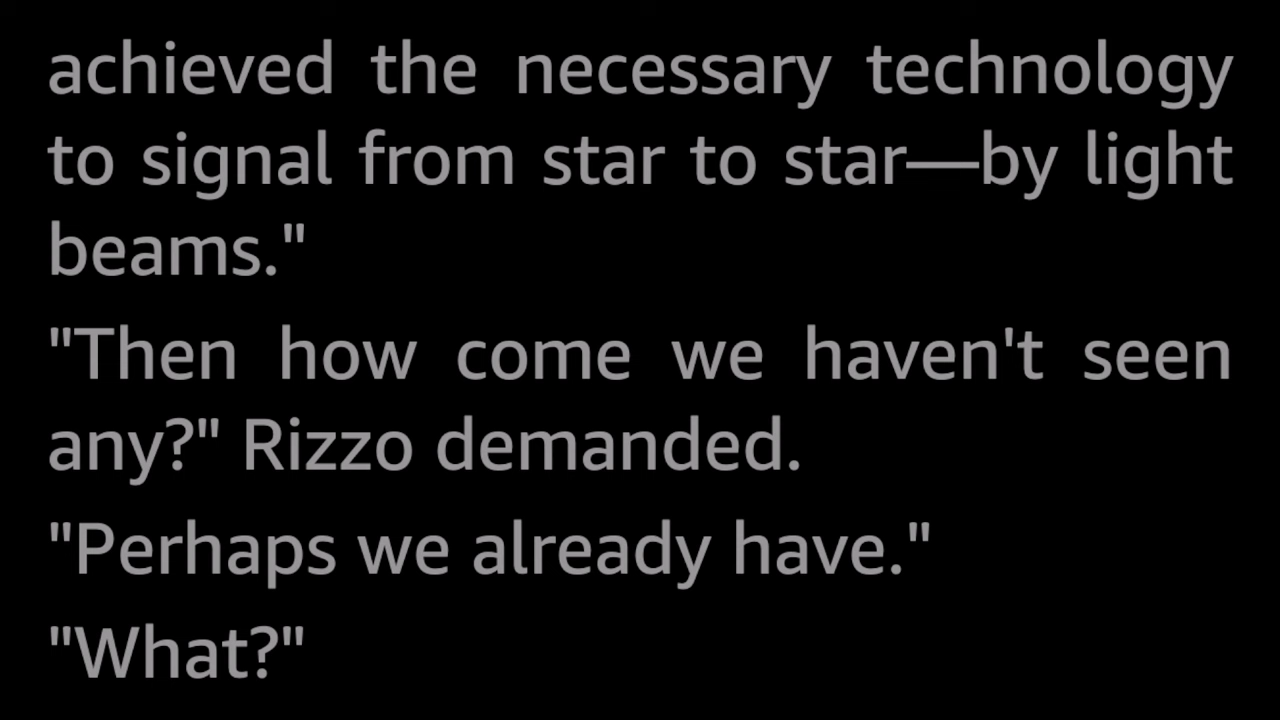 achieved the necessary technology
to signal from star to star—by light
beams."
"Then how come we haven't seen
any?" Rizzo demanded.
"Perhaps we already have."
"What?"